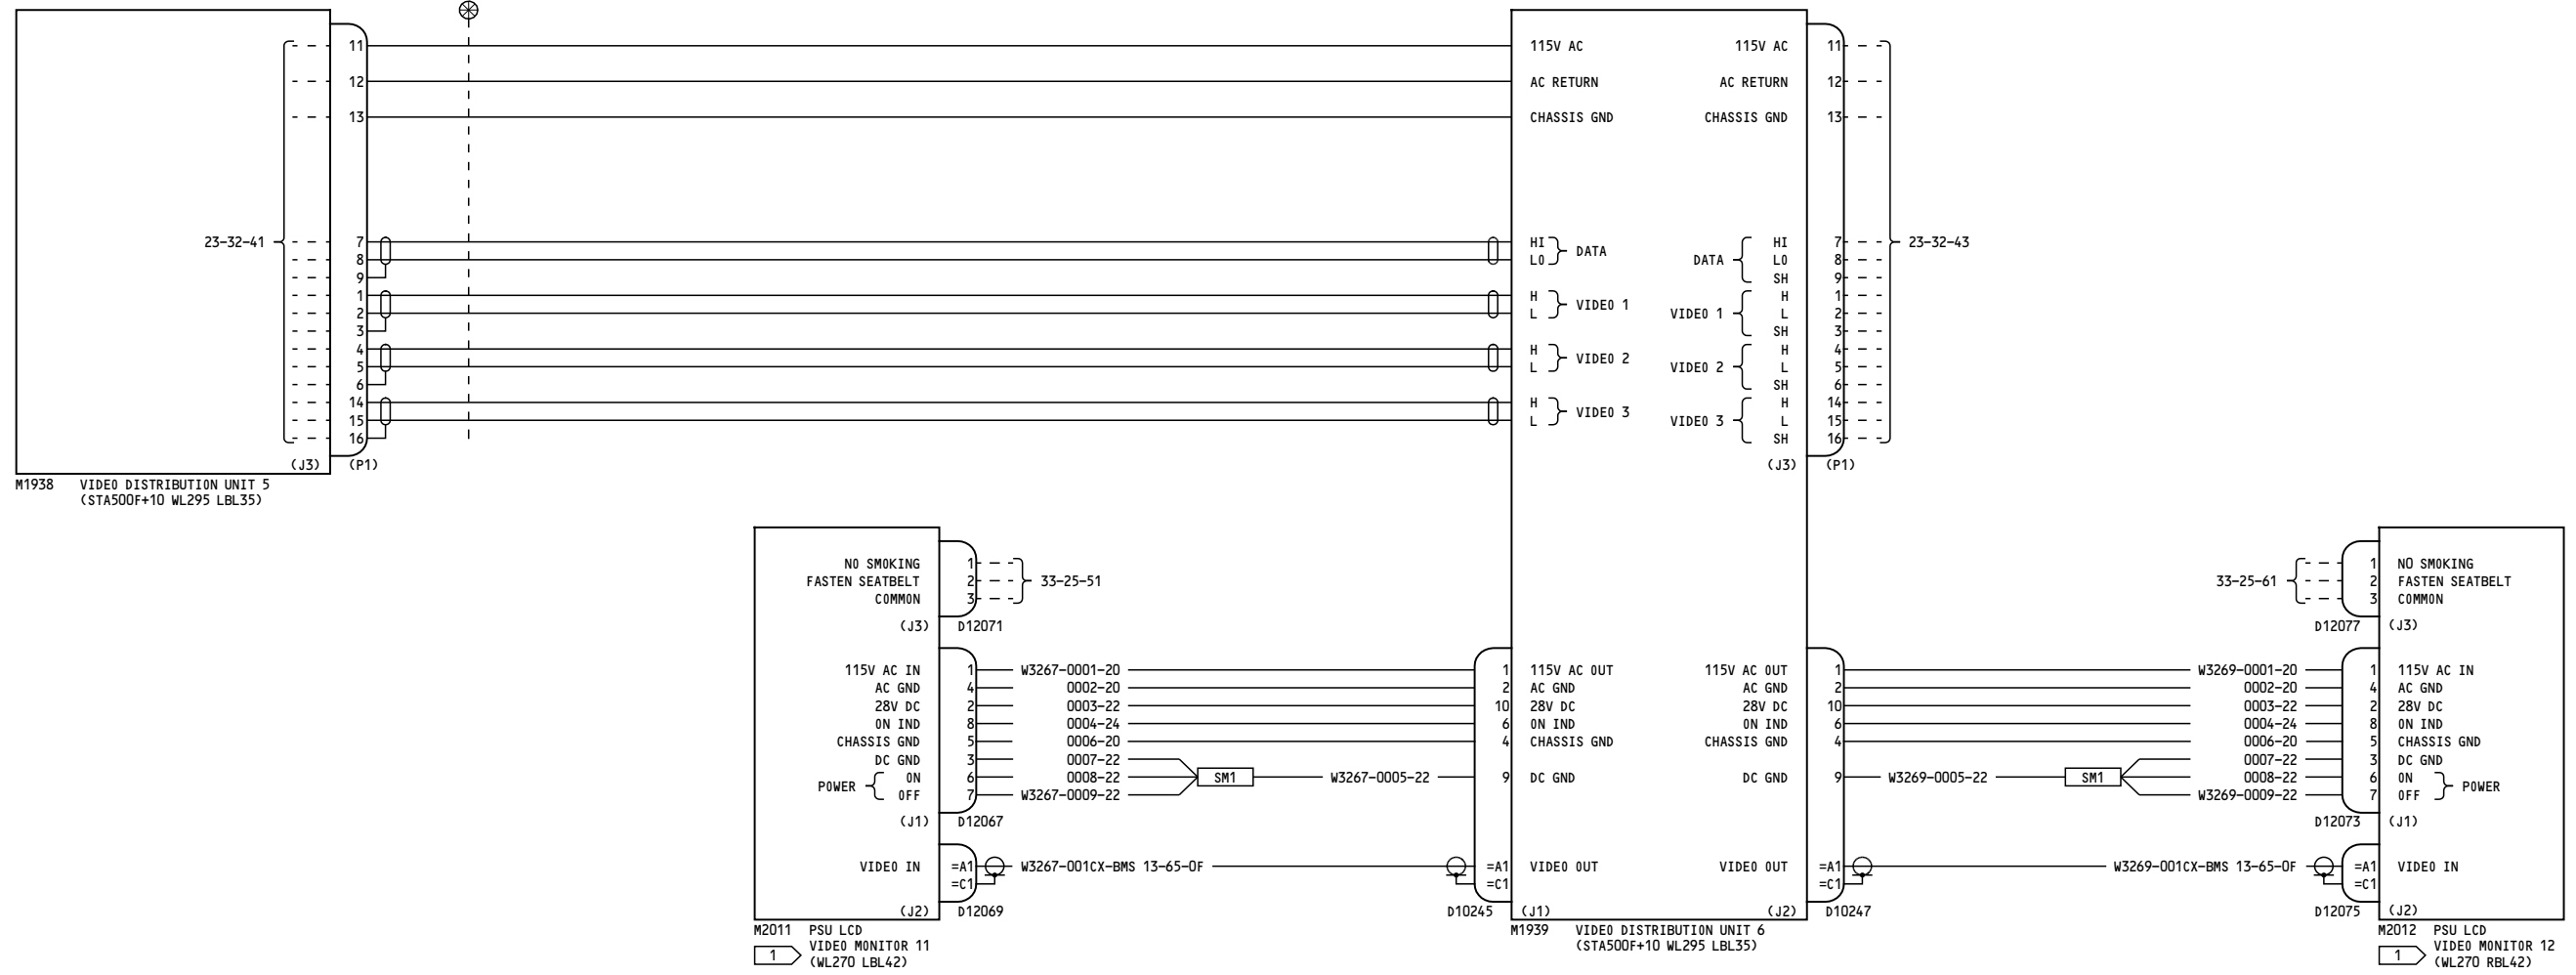 11 115V AC 115V AC 11
12 AC RETURN AC RETURN 12
13 CHASSIS GND CHASSIS GND 13
23-32-41
7 HI DATA HI 7
8 LO DATA LO 8
9 SH 9
23-32-43
1 H VIDEO 1 H 1
2 L VIDEO 1 L 2
3 SH 3
4 H VIDEO 2 H 4
5 L VIDEO 2 L 5
6 SH 6
14 H VIDEO 3 H 14
15 L VIDEO 3 L 15
16 SH 16
(J3) (P1) (J3) (P1)
M1938 VIDEO DISTRIBUTION UNIT 5
(STA500F+10 WL295 LBL35)
NO SMOKING 1
FASTEN SEATBELT 2 33-25-51
COMMON 3
(J3) D12071
115V AC IN 1 W3267-0001-20
AC GND 4 0002-20
28V DC 2 0003-22
ON IND 8 0004-24
CHASSIS GND 5 0006-20
DC GND 3 0007-22
POWER ON 6 0008-22 SM1 W3267-0005-22
OFF 7 W3267-0009-22
(J1) D12067
VIDEO IN =A1 W3267-001CX-BMS 13-65-0F
=C1
(J2) D12069
M2011 PSU LCD
1 VIDEO MONITOR 11
(WL270 LBL42)
1 115V AC OUT 115V AC OUT 1
2 AC GND AC GND 2
10 28V DC 28V DC 10
6 ON IND ON IND 6
4 CHASSIS GND CHASSIS GND 4
9 DC GND DC GND 9
=A1 VIDEO OUT VIDEO OUT =A1
=C1 =C1
D10245 (J1) (J2) D10247
M1939 VIDEO DISTRIBUTION UNIT 6
(STA500F+10 WL295 LBL35)
1 NO SMOKING
33-25-61 2 FASTEN SEATBELT
3 COMMON
D12077 (J3)
W3269-0001-20 1 115V AC IN
0002-20 4 AC GND
0003-22 2 28V DC
0004-24 8 ON IND
0006-20 5 CHASSIS GND
0007-22 3 DC GND
W3269-0005-22 SM1 0008-22 6 ON POWER
W3269-0009-22 7 OFF
D12073 (J1)
W3269-001CX-BMS 13-65-0F =A1 VIDEO IN
=C1
D12075 (J2)
M2012 PSU LCD
1 VIDEO MONITOR 12
(WL270 RBL42)